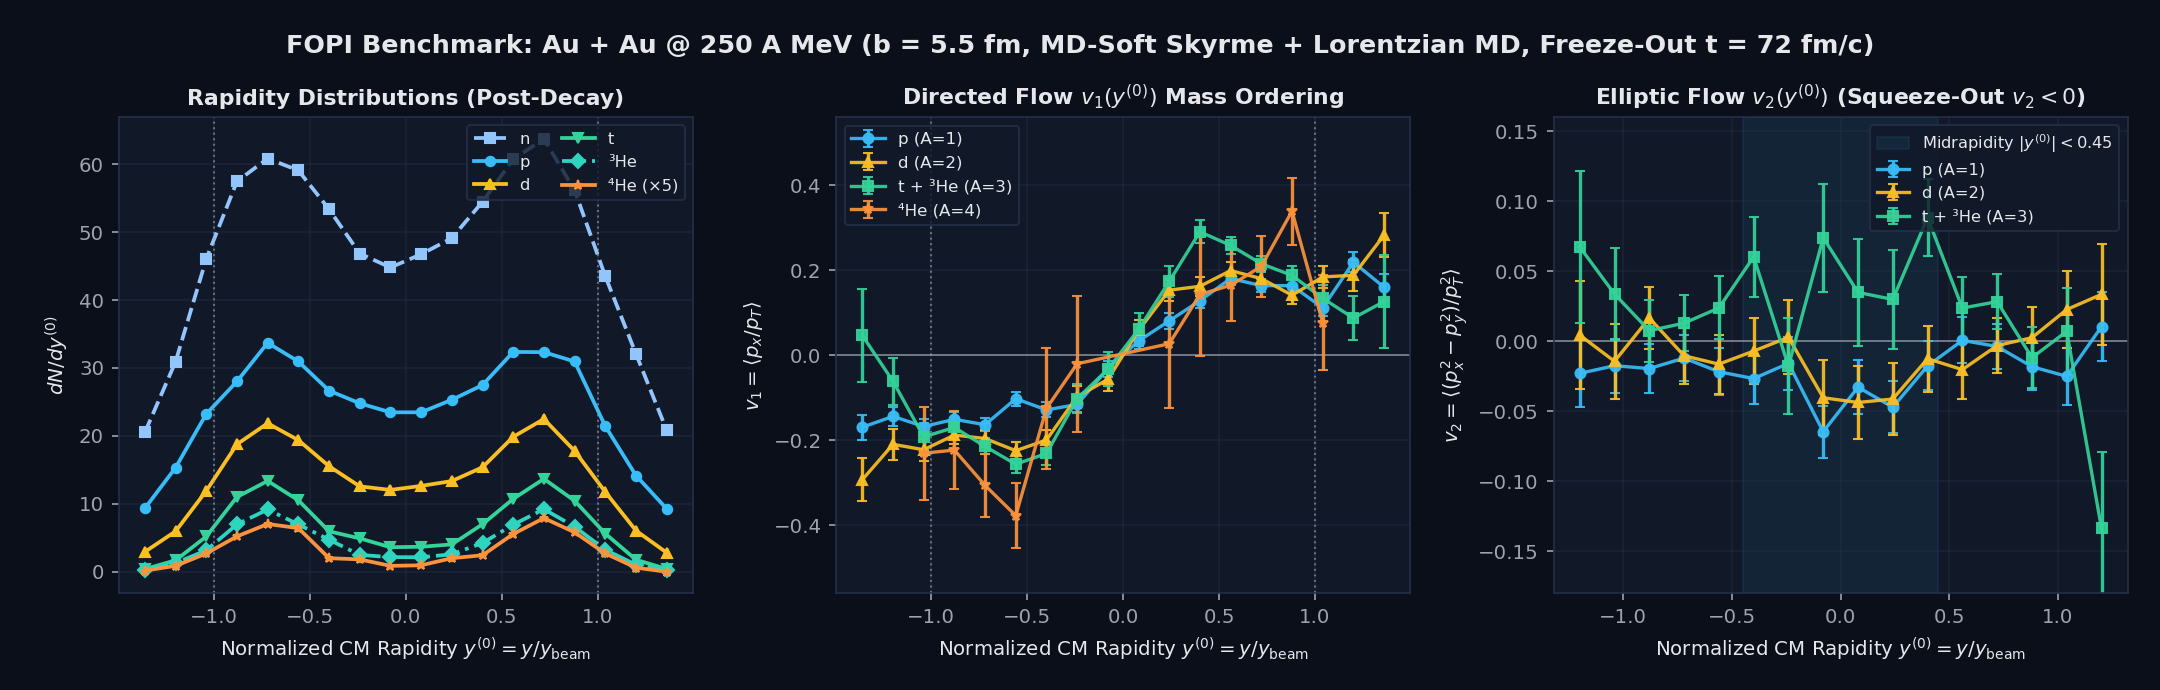 FOPI Benchmark: Au + Au @ 250 A MeV (b = 5.5 fm, MD-Soft Skyrme + Lorentzian MD, Freeze-Out t = 72 fm/c)
Rapidity Distributions (Post-Decay)
dN/dy⁽⁰⁾
60
50
40
30
20
10
0
n
p
d
t
³He
⁴He (×5)
−1.0
−0.5
0.0
0.5
1.0
Normalized CM Rapidity y⁽⁰⁾ = y/y_beam
Directed Flow v₁(y⁽⁰⁾) Mass Ordering
v₁ = ⟨p_x/p_T⟩
0.4
0.2
0.0
−0.2
−0.4
p (A=1)
d (A=2)
t + ³He (A=3)
⁴He (A=4)
−1.0
−0.5
0.0
0.5
1.0
Normalized CM Rapidity y⁽⁰⁾ = y/y_beam
Elliptic Flow v₂(y⁽⁰⁾) (Squeeze-Out v₂ < 0)
v₂ = ⟨(p_x² − p_y²)/p_T²⟩
0.15
0.10
0.05
0.00
−0.05
−0.10
−0.15
Midrapidity |y⁽⁰⁾| < 0.45
p (A=1)
d (A=2)
t + ³He (A=3)
−1.0
−0.5
0.0
0.5
1.0
Normalized CM Rapidity y⁽⁰⁾ = y/y_beam